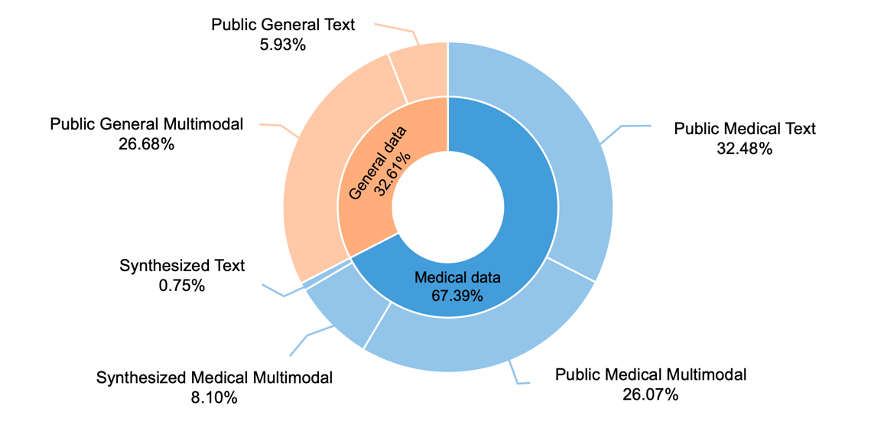 Public General Text
5.93%
Public General Multimodal
26.68%
Public Medical Text
32.48%
General data
32.61%
Synthesized Text
0.75%
Medical data
67.39%
Synthesized Medical Multimodal
8.10%
Public Medical Multimodal
26.07%